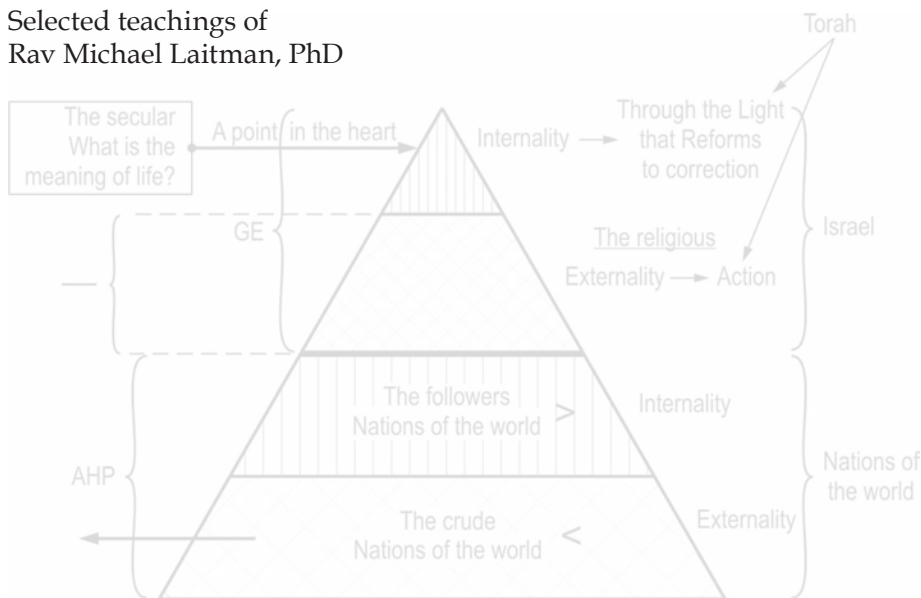 Selected teachings of
Rav Michael Laitman, PhD
Torah
The secular
What is the
meaning of life?
A point in the heart
Internality
Through the Light
that Reforms
to correction
GE
Israel
The religious
Externality
Action
The followers
Nations of the world >
Internality
AHP
Nations of
the world
The crude
Nations of the world <
Externality